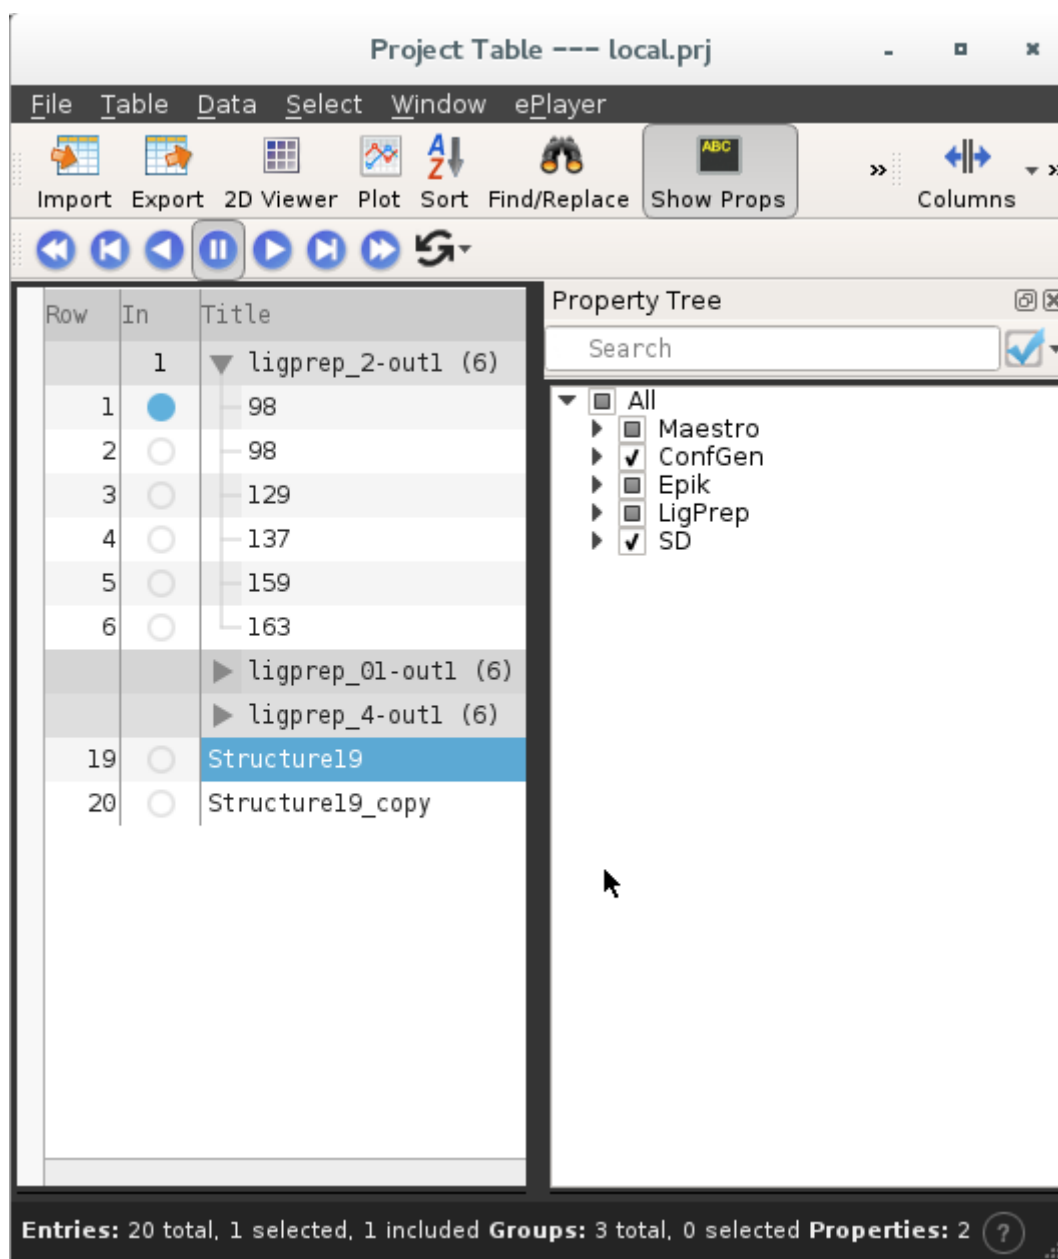 Project Table --- local.prj
File Table Data Select Window ePlayer
ABC
A
Z
Import Export 2D Viewer Plot Sort Find/Replace Show Props » Columns »
Row In Title
1 ligprep_2-out1 (6)
1 98
2 98
3 129
4 137
5 159
6 163
ligprep_01-out1 (6)
ligprep_4-out1 (6)
19 Structure19
20 Structure19_copy
Property Tree
Search
All
Maestro
ConfGen
Epik
LigPrep
SD
Entries: 20 total, 1 selected, 1 included Groups: 3 total, 0 selected Properties: 2 ?